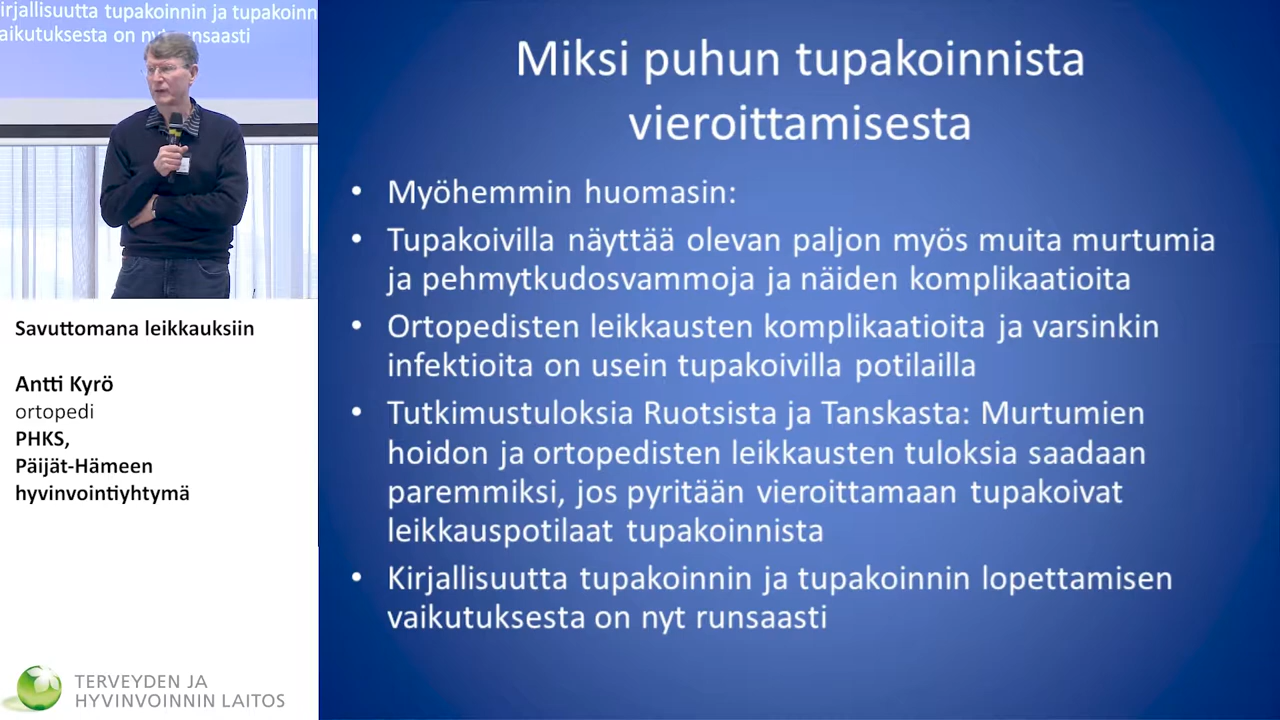 irjallisuutta tupakoinnin ja tupakoinn
aikutuksesta on nyt runsaasti
Savuttomana leikkauksiin
Antti Kyrö
ortopedi
PHKS,
Päijät-Hämeen
hyvinvointiyhtymä
TERVEYDEN JA
HYVINVOINNIN LAITOS
Miksi puhun tupakoinnista
vieroittamisesta
• Myöhemmin huomasin:
• Tupakoivilla näyttää olevan paljon myös muita murtumia
ja pehmytkudosvammoja ja näiden komplikaatioita
• Ortopedisten leikkausten komplikaatioita ja varsinkin
infektioita on usein tupakoivilla potilailla
• Tutkimustuloksia Ruotsista ja Tanskasta: Murtumien
hoidon ja ortopedisten leikkausten tuloksia saadaan
paremmiksi, jos pyritään vieroittamaan tupakoivat
leikkauspotilaat tupakoinnista
• Kirjallisuutta tupakoinnin ja tupakoinnin lopettamisen
vaikutuksesta on nyt runsaasti